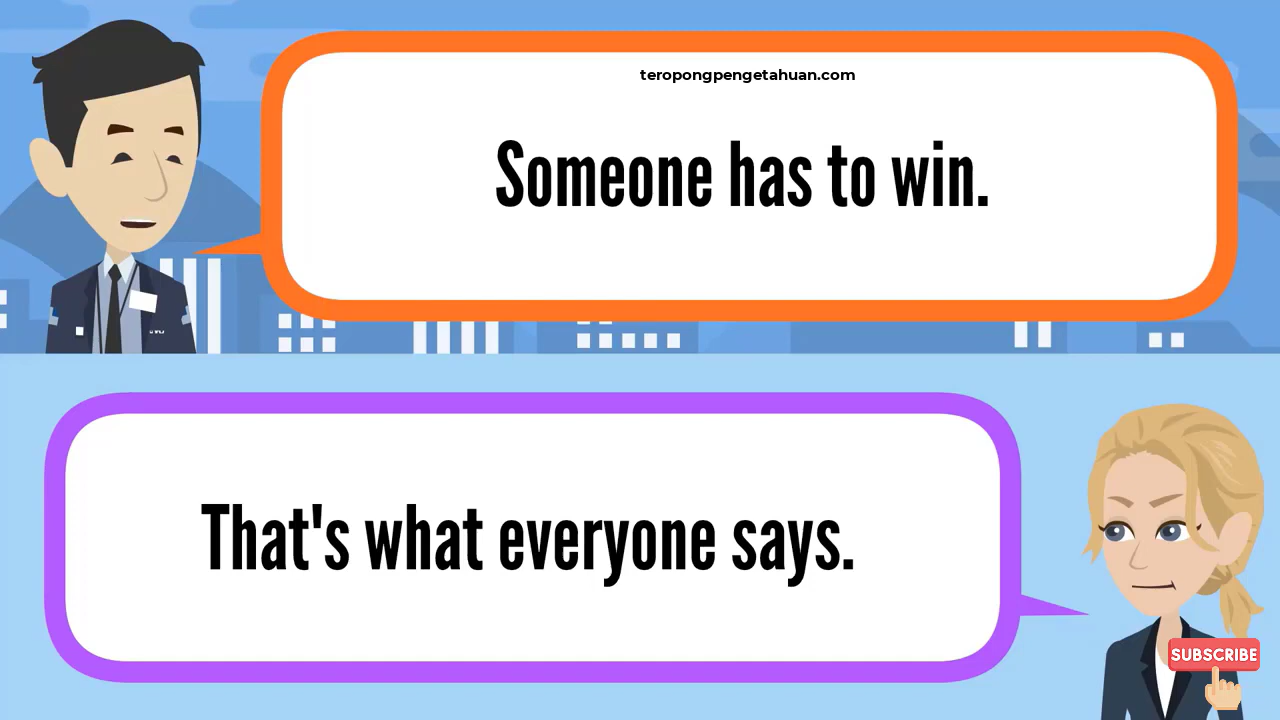 teropongpengetahuan.com
Someone has to win.
That's what everyone says.
SUBSCRIBE